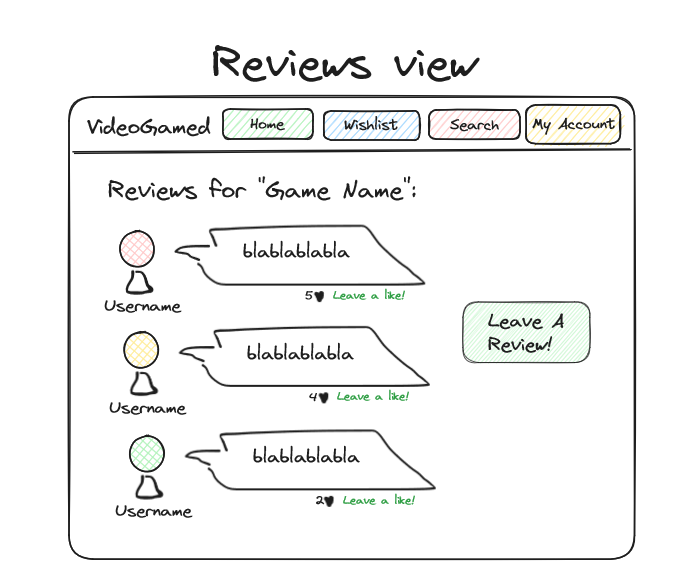 Reviews view
VideoGamed Home Wishlist Search My Account
Reviews for "Game Name":
blablablabla
5 Leave a like!
Username
Leave A
Review!
blablablabla
4 Leave a like!
Username
blablablabla
2 Leave a like!
Username